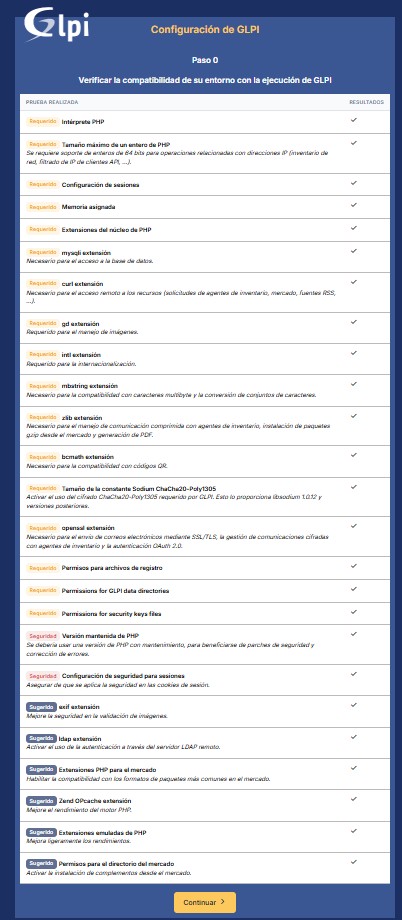 Glpi
Configuración de GLPI
Paso 0
Verificar la compatibilidad de su entorno con la ejecución de GLPI
PRUEBA REALIZADA RESULTADOS
Requerido Intérprete PHP
Requerido Tamaño máximo de un entero de PHP
Se requiere soporte de enteros de 64 bits para operaciones relacionadas con direcciones IP (inventario de
red, filtrado de IP de clientes API, ...).
Requerido Configuración de sesiones
Requerido Memoria asignada
Requerido Extensiones del núcleo de PHP
Requerido mysqli extensión
Necesario para el acceso a la base de datos.
Requerido curl extensión
Necesario para el acceso remoto a los recursos (solicitudes de agentes de inventario, mercado, fuentes RSS,
...).
Requerido gd extensión
Requerido para el manejo de imágenes.
Requerido intl extensión
Requerido para la internacionalización.
Requerido mbstring extensión
Necesario para la compatibilidad con caracteres multibyte y la conversión de conjuntos de caracteres.
Requerido zlib extensión
Necesario para el manejo de comunicación comprimida con agentes de inventario, instalación de paquetes
gzip desde el mercado y generación de PDF.
Requerido bcmath extensión
Necesario para la compatibilidad con códigos QR.
Requerido Tamaño de la constante Sodium ChaCha20-Poly1305
Activar el uso del cifrado ChaCha20-Poly1305 requerido por GLPI. Esto lo proporciona libsodium 1.0.12 y
versiones posteriores.
Requerido openssl extensión
Necesario para el envío de correos electrónicos mediante SSL/TLS, la gestión de comunicaciones cifradas
con agentes de inventario y la autenticación OAuth 2.0.
Requerido Permisos para archivos de registro
Requerido Permissions for GLPI data directories
Requerido Permissions for security keys files
Seguridad Versión mantenida de PHP
Se debería usar una versión de PHP con mantenimiento, para beneficiarse de parches de seguridad y
corrección de errores.
Seguridad Configuración de seguridad para sesiones
Asegurar de que se aplica la seguridad en las cookies de sesión.
Sugerido exif extensión
Mejora la seguridad en la validación de imágenes.
Sugerido ldap extensión
Activar el uso de la autenticación a través del servidor LDAP remoto.
Sugerido Extensiones PHP para el mercado
Habilitar la compatibilidad con los formatos de paquetes más comunes en el mercado.
Sugerido Zend OPcache extensión
Mejore el rendimiento del motor PHP.
Sugerido Extensiones emuladas de PHP
Mejora ligeramente los rendimientos.
Sugerido Permisos para el directorio del mercado
Activar la instalación de complementos desde el mercado.
Continuar